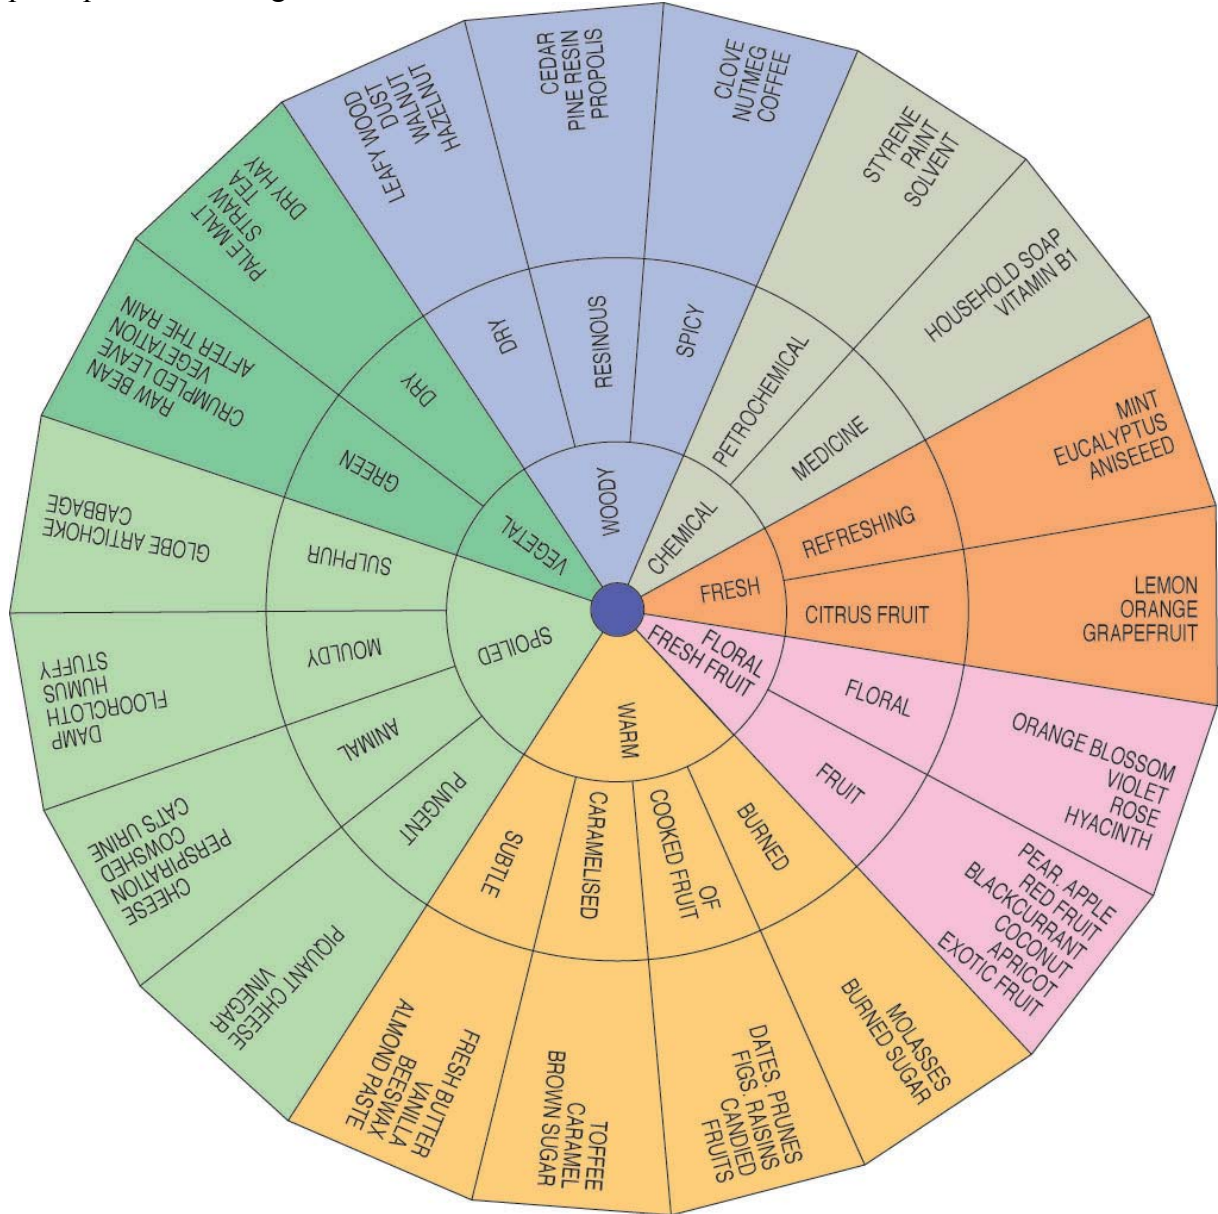 WOODY
DRY
LEAFY WOOD
DUST
WALNUT
HAZELNUT
RESINOUS
CEDAR
PINE RESIN
PROPOLIS
SPICY
CLOVE
NUTMEG
COFFEE
CHEMICAL
PETROCHEMICAL
STYRENE
PAINT
SOLVENT
MEDICINE
HOUSEHOLD SOAP
VITAMIN B1
FRESH
REFRESHING
MINT
EUCALYPTUS
ANISEEED
CITRUS FRUIT
LEMON
ORANGE
GRAPEFRUIT
FLORAL
FRESH FRUIT
FLORAL
ORANGE BLOSSOM
VIOLET
ROSE
HYACINTH
FRUIT
PEAR. APPLE
RED FRUIT
BLACKCURRANT
COCONUT
APRICOT
EXOTIC FRUIT
WARM
BURNED
MOLASSES
BURNED SUGAR
OF
COOKED FRUIT
DATES. PRUNES
FIGS. RAISINS
CANDIED
FRUITS
CARAMELISED
TOFFEE
CARAMEL
BROWN SUGAR
SUBTLE
FRESH BUTTER
VANILLA
BEESWAX
ALMOND PASTE
SPOILED
PUNGENT
PIQUANT CHEESE
VINEGAR
ANIMAL
CHEESE
PERSPIRATION
COWSHED
CAT'S URINE
MOULDY
DAMP
FLOORCLOTH
HUMUS
STUFFY
SULPHUR
GLOBE ARTICHOKE
CABBAGE
VEGETAL
GREEN
RAW BEAN
CRUMPLED LEAVE
VEGETATION
AFTER THE RAIN
DRY
PALE MALT
STRAW
TEA
DRY HAY